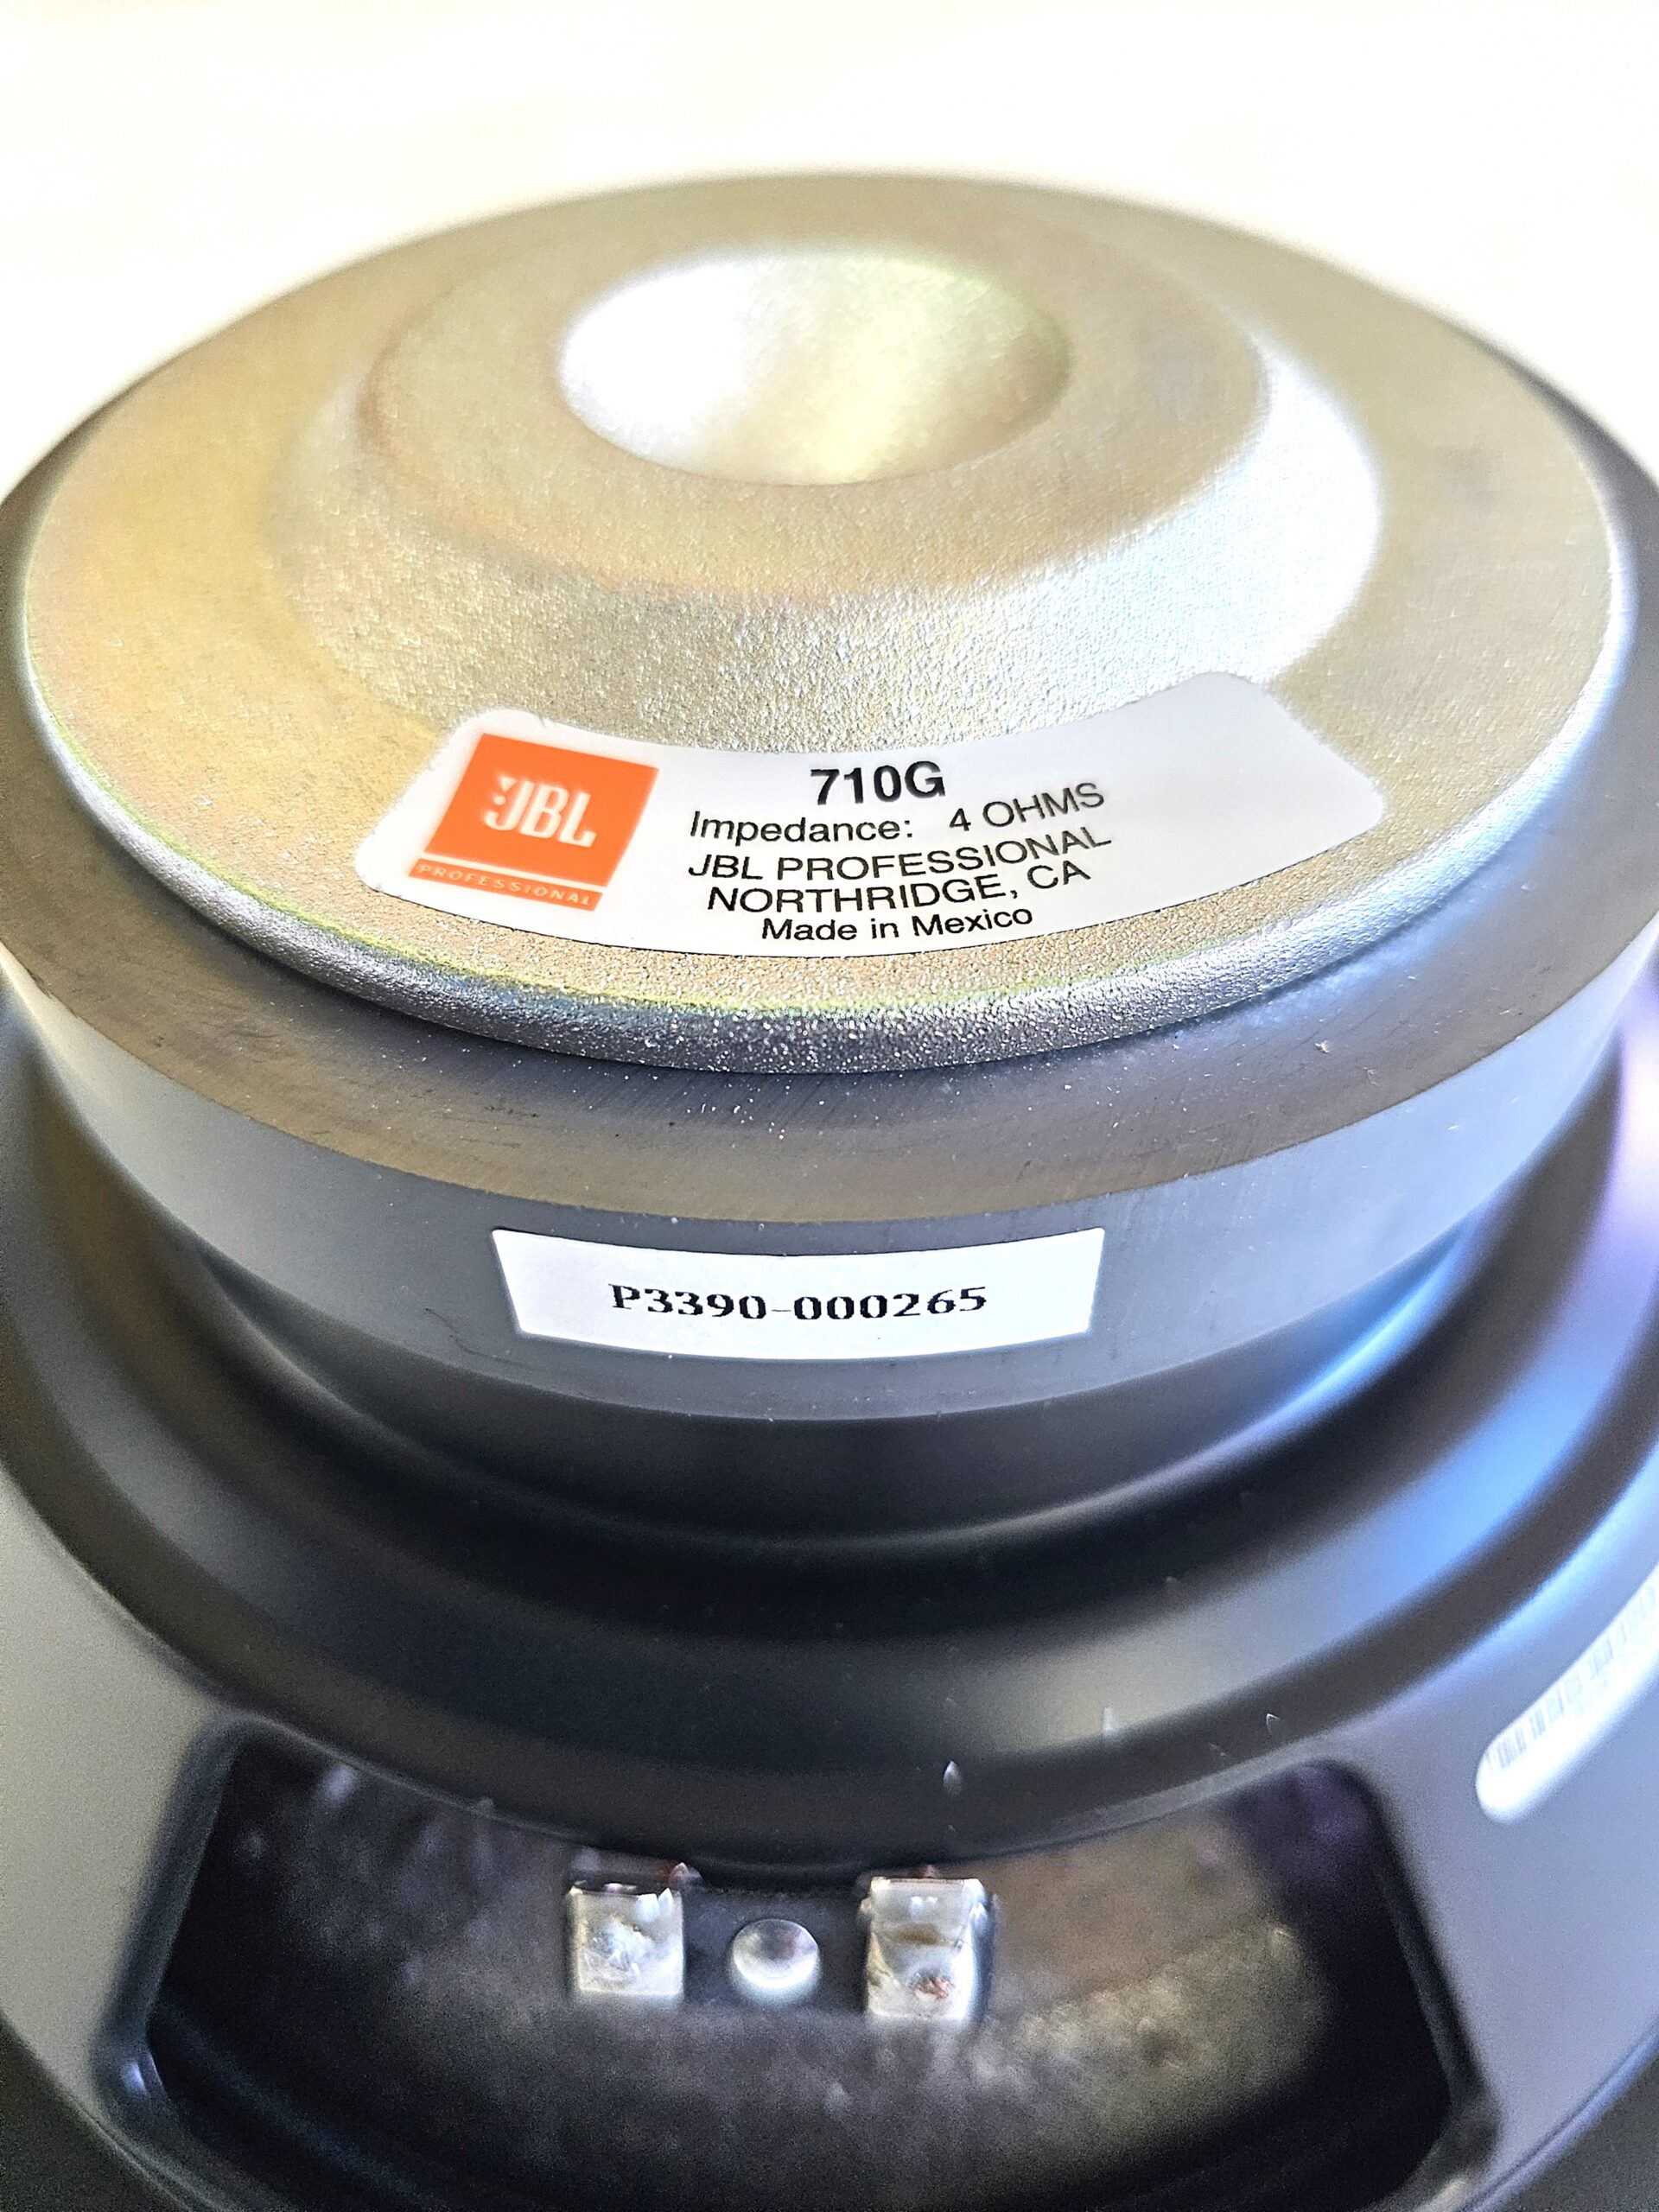 JBL
PROFESSIONAL
710G
Impedance: 4 OHMS
JBL PROFESSIONAL
NORTHRIDGE, CA
Made in Mexico
P3390-000265